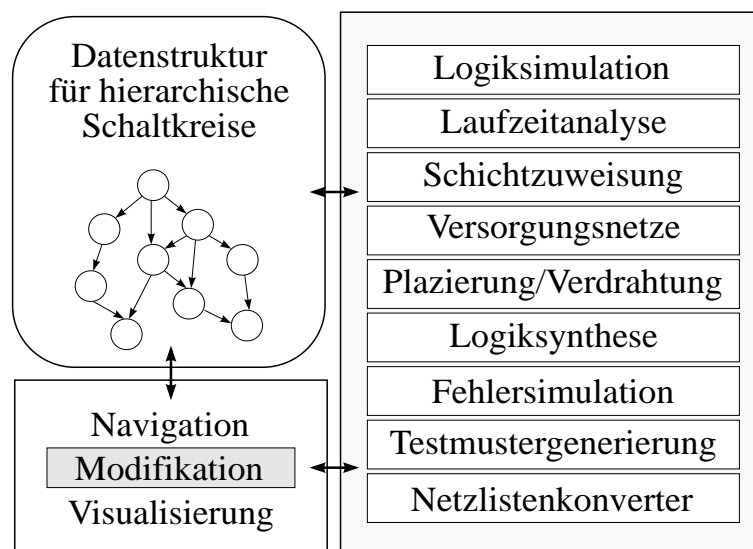 Datenstruktur
für hierarchische
Schaltkreise
Navigation
Modifikation
Visualisierung
Logiksimulation
Laufzeitanalyse
Schichtzuweisung
Versorgungsnetze
Plazierung/Verdrahtung
Logiksynthese
Fehlersimulation
Testmustergenerierung
Netzlistenkonverter